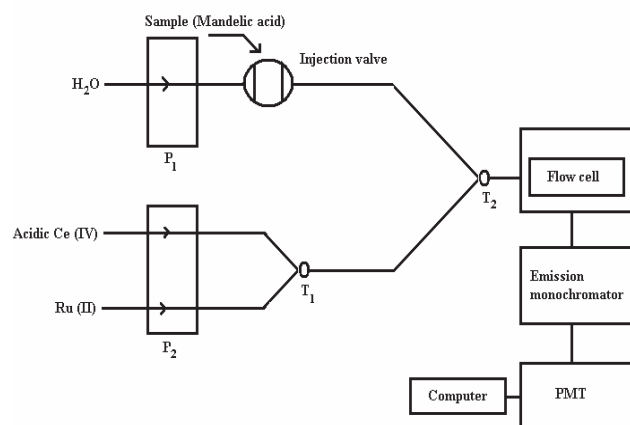 Sample (Mandelic acid)
Injection valve
H₂O
P₁
Flow cell
T₂
Acidic Ce (IV)
Emission
monochromator
T₁
Ru (II)
P₂
Computer
PMT